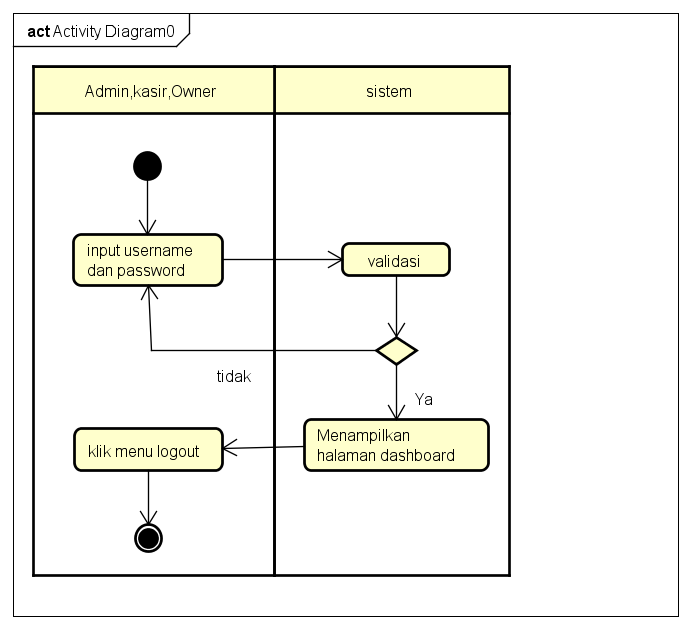 act Activity Diagram0
Admin,kasir,Owner
sistem
input username
dan password
validasi
tidak
Ya
Menampilkan
halaman dashboard
klik menu logout